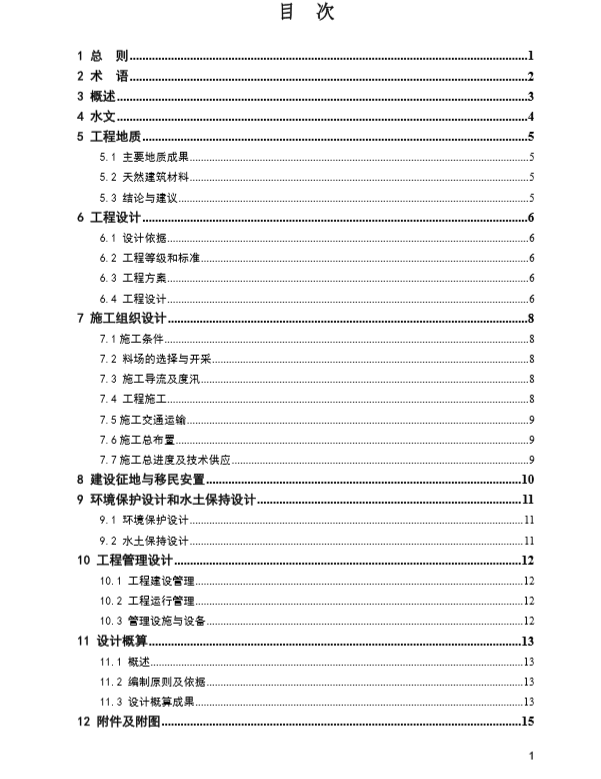 目 次
1 总 则 1
2 术 语 2
3 概述 3
4 水文 4
5 工程地质 5
5.1 主要地质成果 5
5.2 天然建筑材料 5
5.3 结论与建议 5
6 工程设计 6
6.1 设计依据 6
6.2 工程等级和标准 6
6.3 工程方案 6
6.4 工程设计 6
7 施工组织设计 8
7.1施工条件 8
7.2 料场的选择与开采 8
7.3 施工导流及度汛 8
7.4 工程施工 8
7.5施工交通运输 9
7.6施工总布置 9
7.7施工总进度及技术供应 9
8 建设征地与移民安置 10
9 环境保护设计和水土保持设计 11
9.1 环境保护设计 11
9.2 水土保持设计 11
10 工程管理设计 12
10.1 工程建设管理 12
10.2 工程运行管理 12
10.3 管理设施与设备 12
11 设计概算 13
11.1 概述 13
11.2 编制原则及依据 13
11.3 设计概算成果 13
12 附件及附图 15
1